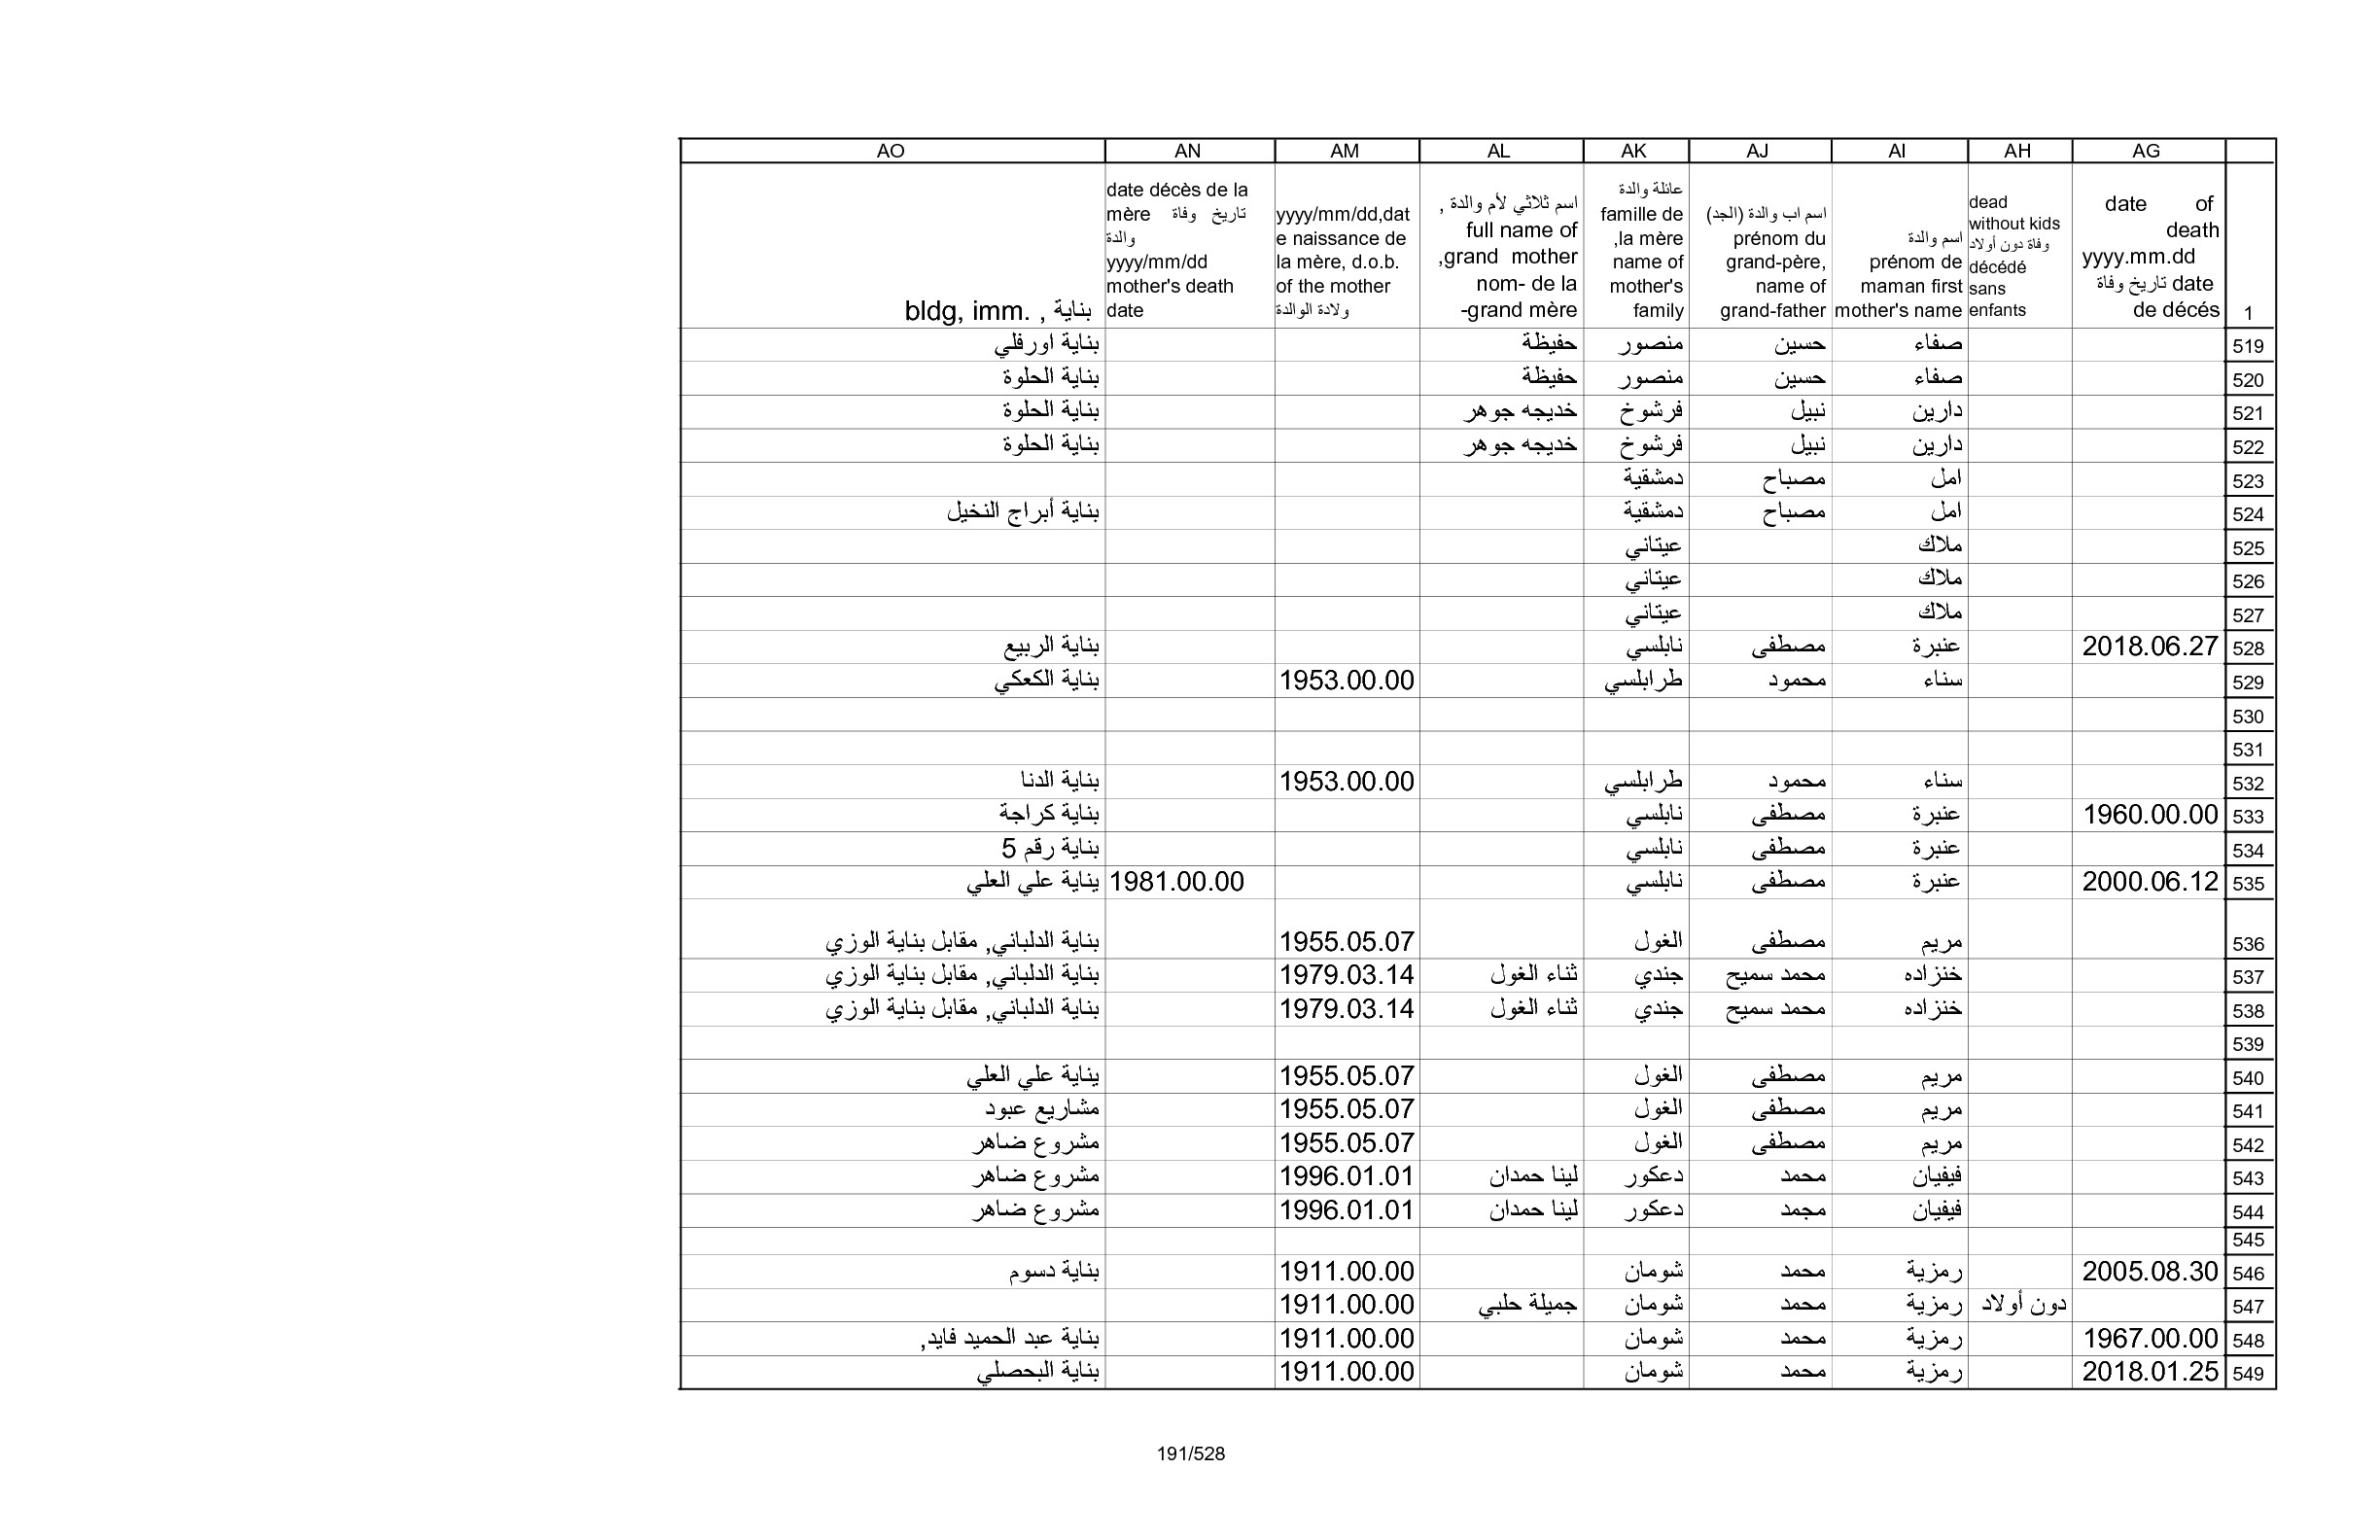 AG AH AI AJ AK AL AM AN AO
1
date of
death
yyyy.mm.dd
date تاريخ وفاة
de décés
dead
without kids
وفاة دون أولاد
décédé
sans
enfants
اسم والدة
prénom de
maman first
mother's name
اسم اب والدة (الجد)
prénom du
grand-père,
name of
grand-father
عائلة والدة
famille de
la mère,
name of
mother's
family
اسم ثلاثي لأم والدة ,
full name of
grand mother,
nom- de la
grand mère-
yyyy/mm/dd,dat
e naissance de
la mère, d.o.b.
of the mother
ولادة الوالدة
date décès de la
mère تاريخ وفاة
والدة
yyyy/mm/dd
mother's death
date
بناية , .bldg, imm
519 صفاء حسين منصور حفيظة بناية اورفلي
520 صفاء حسين منصور حفيظة بناية الحلوة
521 دارين نبيل فرشوخ خديجه جوهر بناية الحلوة
522 دارين نبيل فرشوخ خديجه جوهر بناية الحلوة
523 امل مصباح دمشقية
524 امل مصباح دمشقية بناية أبراج النخيل
525 ملاك عيتاني
526 ملاك عيتاني
527 ملاك عيتاني
528 2018.06.27 عنبرة مصطفى نابلسي بناية الربيع
529 سناء محمود طرابلسي 1953.00.00 بناية الكعكي
530
531
532 سناء محمود طرابلسي 1953.00.00 بناية الدنا
533 1960.00.00 عنبرة مصطفى نابلسي بناية كراجة
534 عنبرة مصطفى نابلسي بناية رقم 5
535 2000.06.12 عنبرة مصطفى نابلسي 1981.00.00 يناية علي العلي
536 مريم مصطفى الغول 1955.05.07 بناية الدلباني, مقابل بناية الوزي
537 خنزاده محمد سميح جندي ثناء الغول 1979.03.14 بناية الدلباني, مقابل بناية الوزي
538 خنزاده محمد سميح جندي ثناء الغول 1979.03.14 بناية الدلباني, مقابل بناية الوزي
539
540 مريم مصطفى الغول 1955.05.07 يناية علي العلي
541 مريم مصطفى الغول 1955.05.07 مشاريع عبود
542 مريم مصطفى الغول 1955.05.07 مشروع ضاهر
543 فيفيان محمد دعكور لينا حمدان 1996.01.01 مشروع ضاهر
544 فيفيان مجمد دعكور لينا حمدان 1996.01.01 مشروع ضاهر
545
546 2005.08.30 رمزية محمد شومان 1911.00.00 بناية دسوم
547 دون أولاد رمزية محمد شومان جميلة حلبي 1911.00.00
548 1967.00.00 رمزية محمد شومان 1911.00.00 بناية عبد الحميد فايد,
549 2018.01.25 رمزية محمد شومان 1911.00.00 بناية البحصلي
191/528